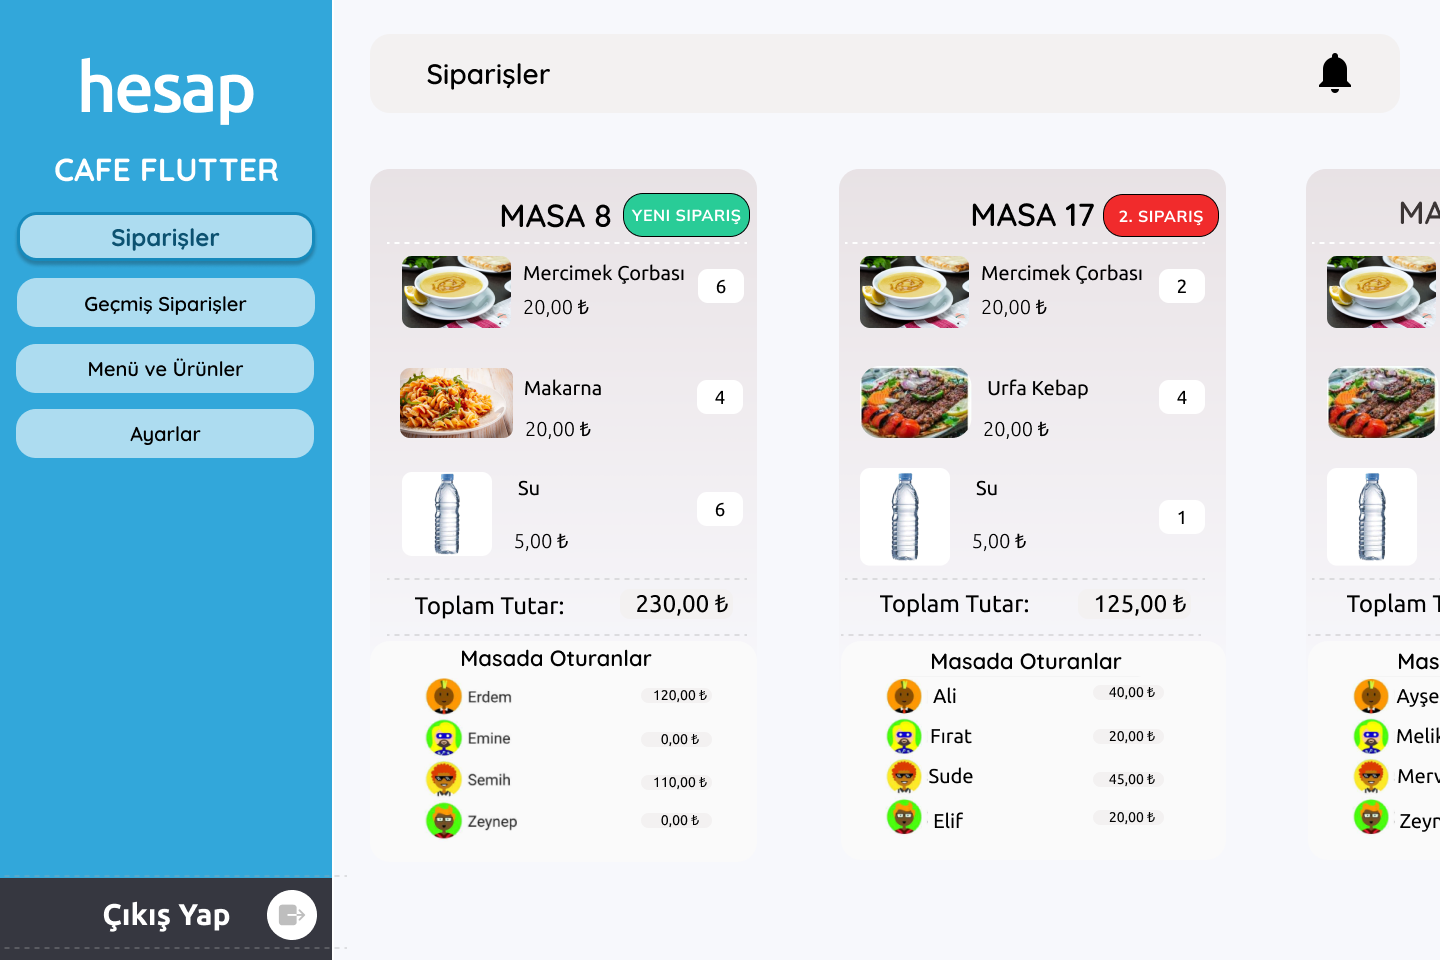 hesap
CAFE FLUTTER
Siparişler
Geçmiş Siparişler
Menü ve Ürünler
Ayarlar
Çıkış Yap
Siparişler
MASA 8
YENI SIPARIŞ
Mercimek Çorbası
6
20,00 ₺
Makarna
4
20,00 ₺
Su
6
5,00 ₺
Toplam Tutar:
230,00 ₺
Masada Oturanlar
Erdem
120,00 ₺
Emine
0,00 ₺
Semih
110,00 ₺
Zeynep
0,00 ₺
MASA 17
2. SIPARIŞ
Mercimek Çorbası
2
20,00 ₺
Urfa Kebap
4
20,00 ₺
Su
1
5,00 ₺
Toplam Tutar:
125,00 ₺
Masada Oturanlar
Ali
40,00 ₺
Fırat
20,00 ₺
Sude
45,00 ₺
Elif
20,00 ₺
MA
Toplam T
Mas
Ayşe
Melik
Merv
Zeyn